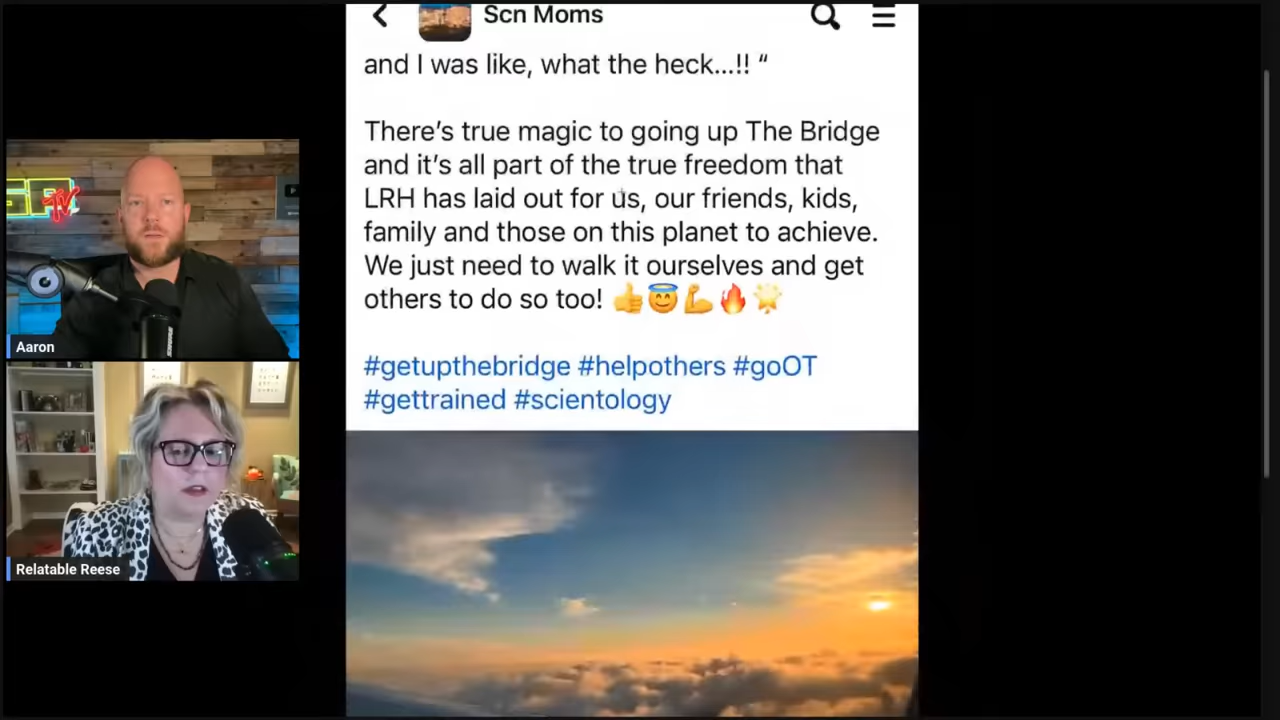 Scn Moms
and I was like, what the heck...!! “
There’s true magic to going up The Bridge
and it’s all part of the true freedom that
LRH has laid out for us, our friends, kids,
family and those on this planet to achieve.
We just need to walk it ourselves and get
others to do so too! 👍😇💪🔥🌟
#getupthebridge #helpothers #goOT
#gettrained #scientology
TV
Aaron
Relatable Reese